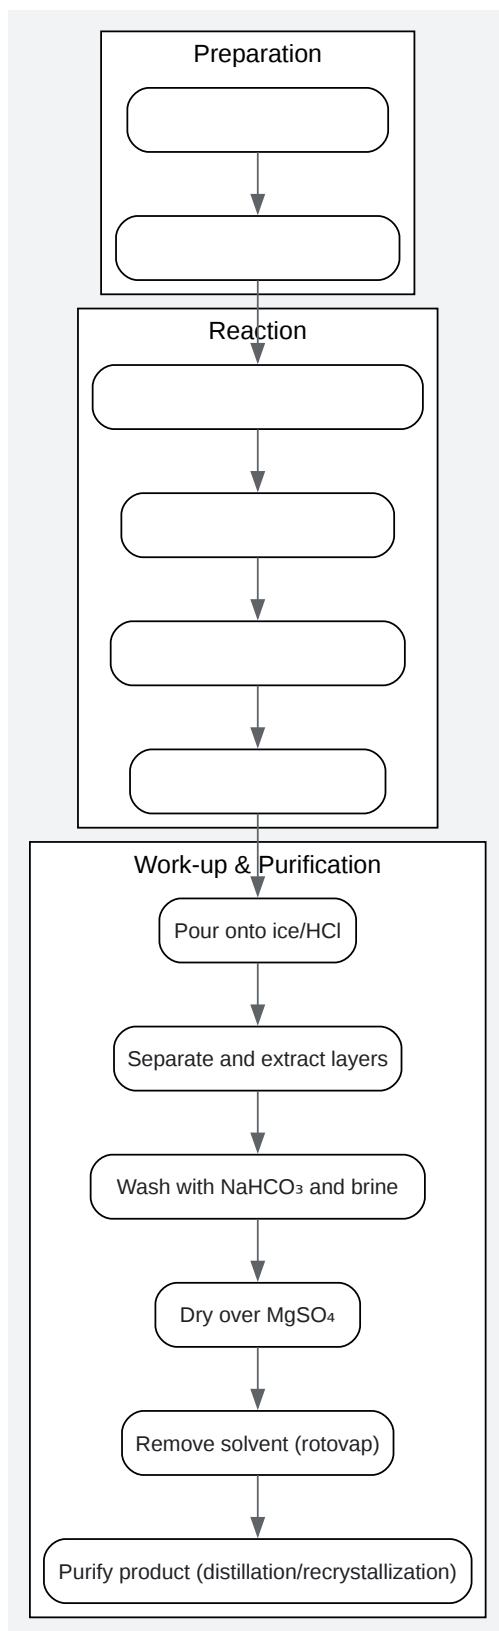 Preparation
Reaction
Work-up & Purification
Pour onto ice/HCl
Separate and extract layers
Wash with NaHCO₃ and brine
Dry over MgSO₄
Remove solvent (rotovap)
Purify product (distillation/recrystallization)